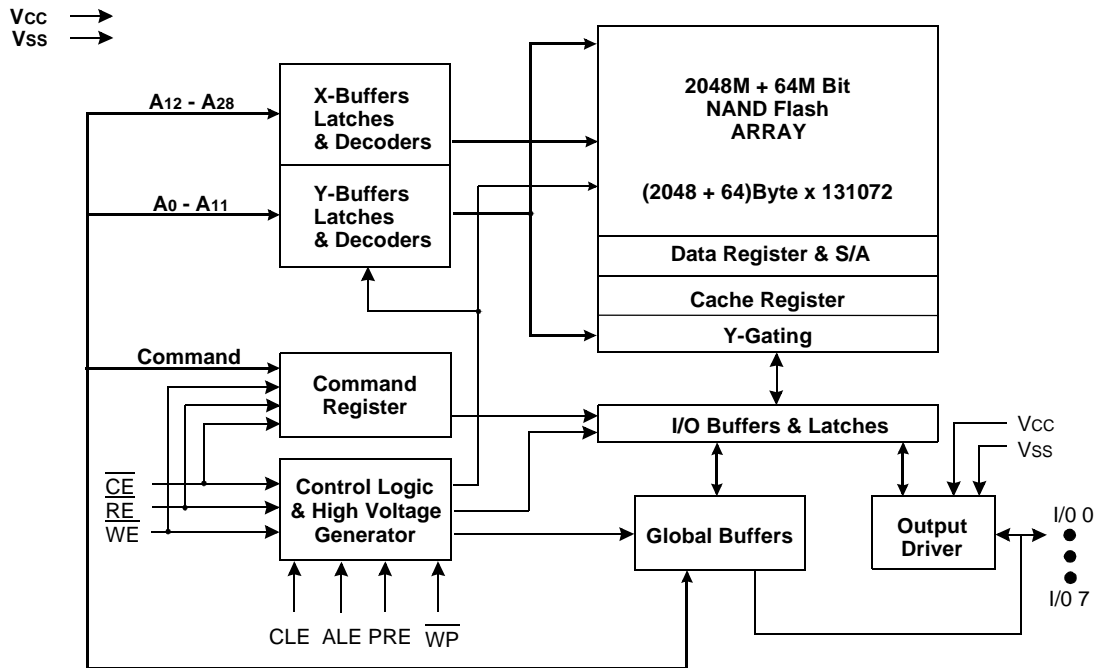 VCC
VSS
A12 - A28
X-Buffers
Latches
& Decoders
A0 - A11
Y-Buffers
Latches
& Decoders
2048M + 64M Bit
NAND Flash
ARRAY
(2048 + 64)Byte x 131072
Data Register & S/A
Cache Register
Y-Gating
Command
Command
Register
I/O Buffers & Latches
VCC
VSS
CE
RE
WE
Control Logic
& High Voltage
Generator
Global Buffers
Output
Driver
I/0 0
I/0 7
CLE
ALE
PRE
WP